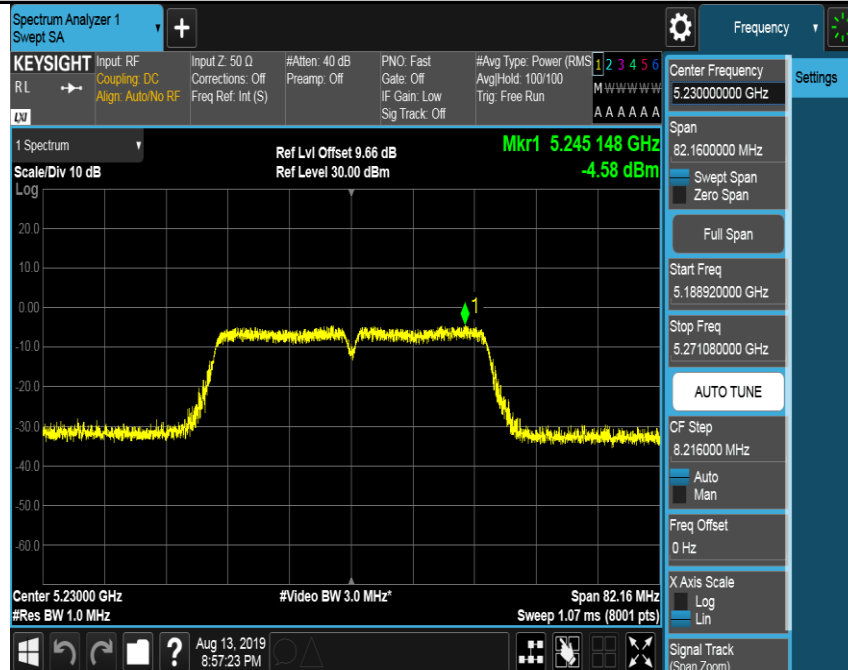 Spectrum Analyzer 1
Swept SA
+
Frequency
KEYSIGHT
RL
LXI
Input: RF
Coupling: DC
Align: Auto/No RF
Input Z: 50 Ω
Corrections: Off
Freq Ref: Int (S)
#Atten: 40 dB
Preamp: Off
PNO: Fast
Gate: Off
IF Gain: Low
Sig Track: Off
#Avg Type: Power (RMS
Avg|Hold: 100/100
Trig: Free Run
1 2 3 4 5 6
M W W W W W
A A A A A A
1 Spectrum
Scale/Div 10 dB
Log
Ref Lvl Offset 9.66 dB
Ref Level 30.00 dBm
Mkr1 5.245 148 GHz
-4.58 dBm
20.0
10.0
0.00
-10.0
-20.0
-30.0
-40.0
-50.0
-60.0
1
Center 5.23000 GHz
#Res BW 1.0 MHz
#Video BW 3.0 MHz*
Span 82.16 MHz
Sweep 1.07 ms (8001 pts)
?
Aug 13, 2019
8:57:23 PM
Settings
Center Frequency
5.230000000 GHz
Span
82.1600000 MHz
Swept Span
Zero Span
Full Span
Start Freq
5.188920000 GHz
Stop Freq
5.271080000 GHz
AUTO TUNE
CF Step
8.216000 MHz
Auto
Man
Freq Offset
0 Hz
X Axis Scale
Log
Lin
Signal Track
(Span Zoom)